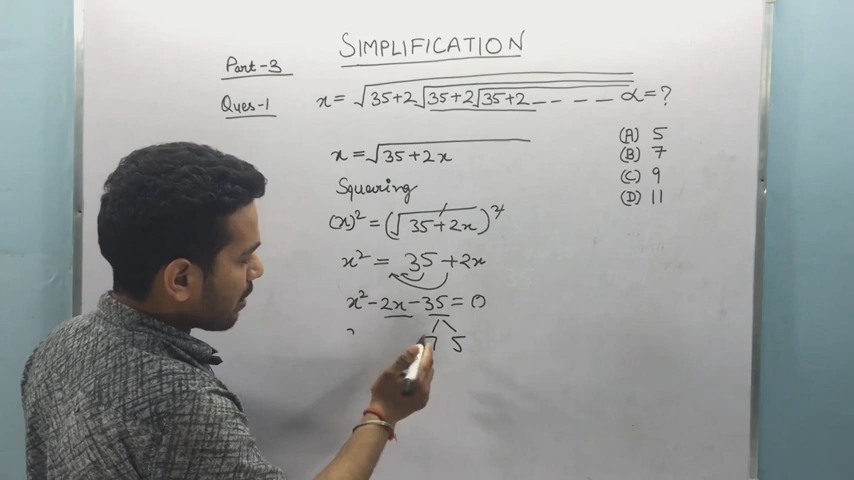 SIMPLIFICATION
Part-3
Ques-1
x = √35+2√35+2√35+2---- α = ?
(A) 5
(B) 7
(C) 9
(D) 11
x = √35+2x
Squaring
(x)² = (√35+2x)²
x² = 35+2x
x²-2x-35=0
7 5